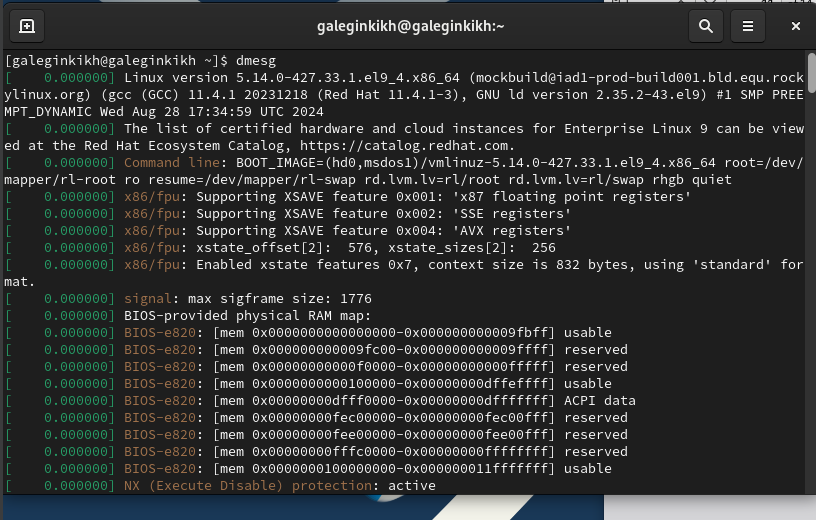 galeginkikh@galeginkikh:~
[galeginkikh@galeginkikh ~]$ dmesg
[    0.000000] Linux version 5.14.0-427.33.1.el9_4.x86_64 (mockbuild@iad1-prod-build001.bld.equ.rock
ylinux.org) (gcc (GCC) 11.4.1 20231218 (Red Hat 11.4.1-3), GNU ld version 2.35.2-43.el9) #1 SMP PREE
MPT_DYNAMIC Wed Aug 28 17:34:59 UTC 2024
[    0.000000] The list of certified hardware and cloud instances for Enterprise Linux 9 can be view
ed at the Red Hat Ecosystem Catalog, https://catalog.redhat.com.
[    0.000000] Command line: BOOT_IMAGE=(hd0,msdos1)/vmlinuz-5.14.0-427.33.1.el9_4.x86_64 root=/dev/
mapper/rl-root ro resume=/dev/mapper/rl-swap rd.lvm.lv=rl/root rd.lvm.lv=rl/swap rhgb quiet
[    0.000000] x86/fpu: Supporting XSAVE feature 0x001: 'x87 floating point registers'
[    0.000000] x86/fpu: Supporting XSAVE feature 0x002: 'SSE registers'
[    0.000000] x86/fpu: Supporting XSAVE feature 0x004: 'AVX registers'
[    0.000000] x86/fpu: xstate_offset[2]:  576, xstate_sizes[2]:  256
[    0.000000] x86/fpu: Enabled xstate features 0x7, context size is 832 bytes, using 'standard' for
mat.
[    0.000000] signal: max sigframe size: 1776
[    0.000000] BIOS-provided physical RAM map:
[    0.000000] BIOS-e820: [mem 0x0000000000000000-0x000000000009fbff] usable
[    0.000000] BIOS-e820: [mem 0x000000000009fc00-0x000000000009ffff] reserved
[    0.000000] BIOS-e820: [mem 0x00000000000f0000-0x00000000000fffff] reserved
[    0.000000] BIOS-e820: [mem 0x0000000000100000-0x00000000dffeffff] usable
[    0.000000] BIOS-e820: [mem 0x00000000dfff0000-0x00000000dfffffff] ACPI data
[    0.000000] BIOS-e820: [mem 0x00000000fec00000-0x00000000fec00fff] reserved
[    0.000000] BIOS-e820: [mem 0x00000000fee00000-0x00000000fee00fff] reserved
[    0.000000] BIOS-e820: [mem 0x00000000fffc0000-0x00000000ffffffff] reserved
[    0.000000] BIOS-e820: [mem 0x0000000100000000-0x000000011fffffff] usable
[    0.000000] NX (Execute Disable) protection: active